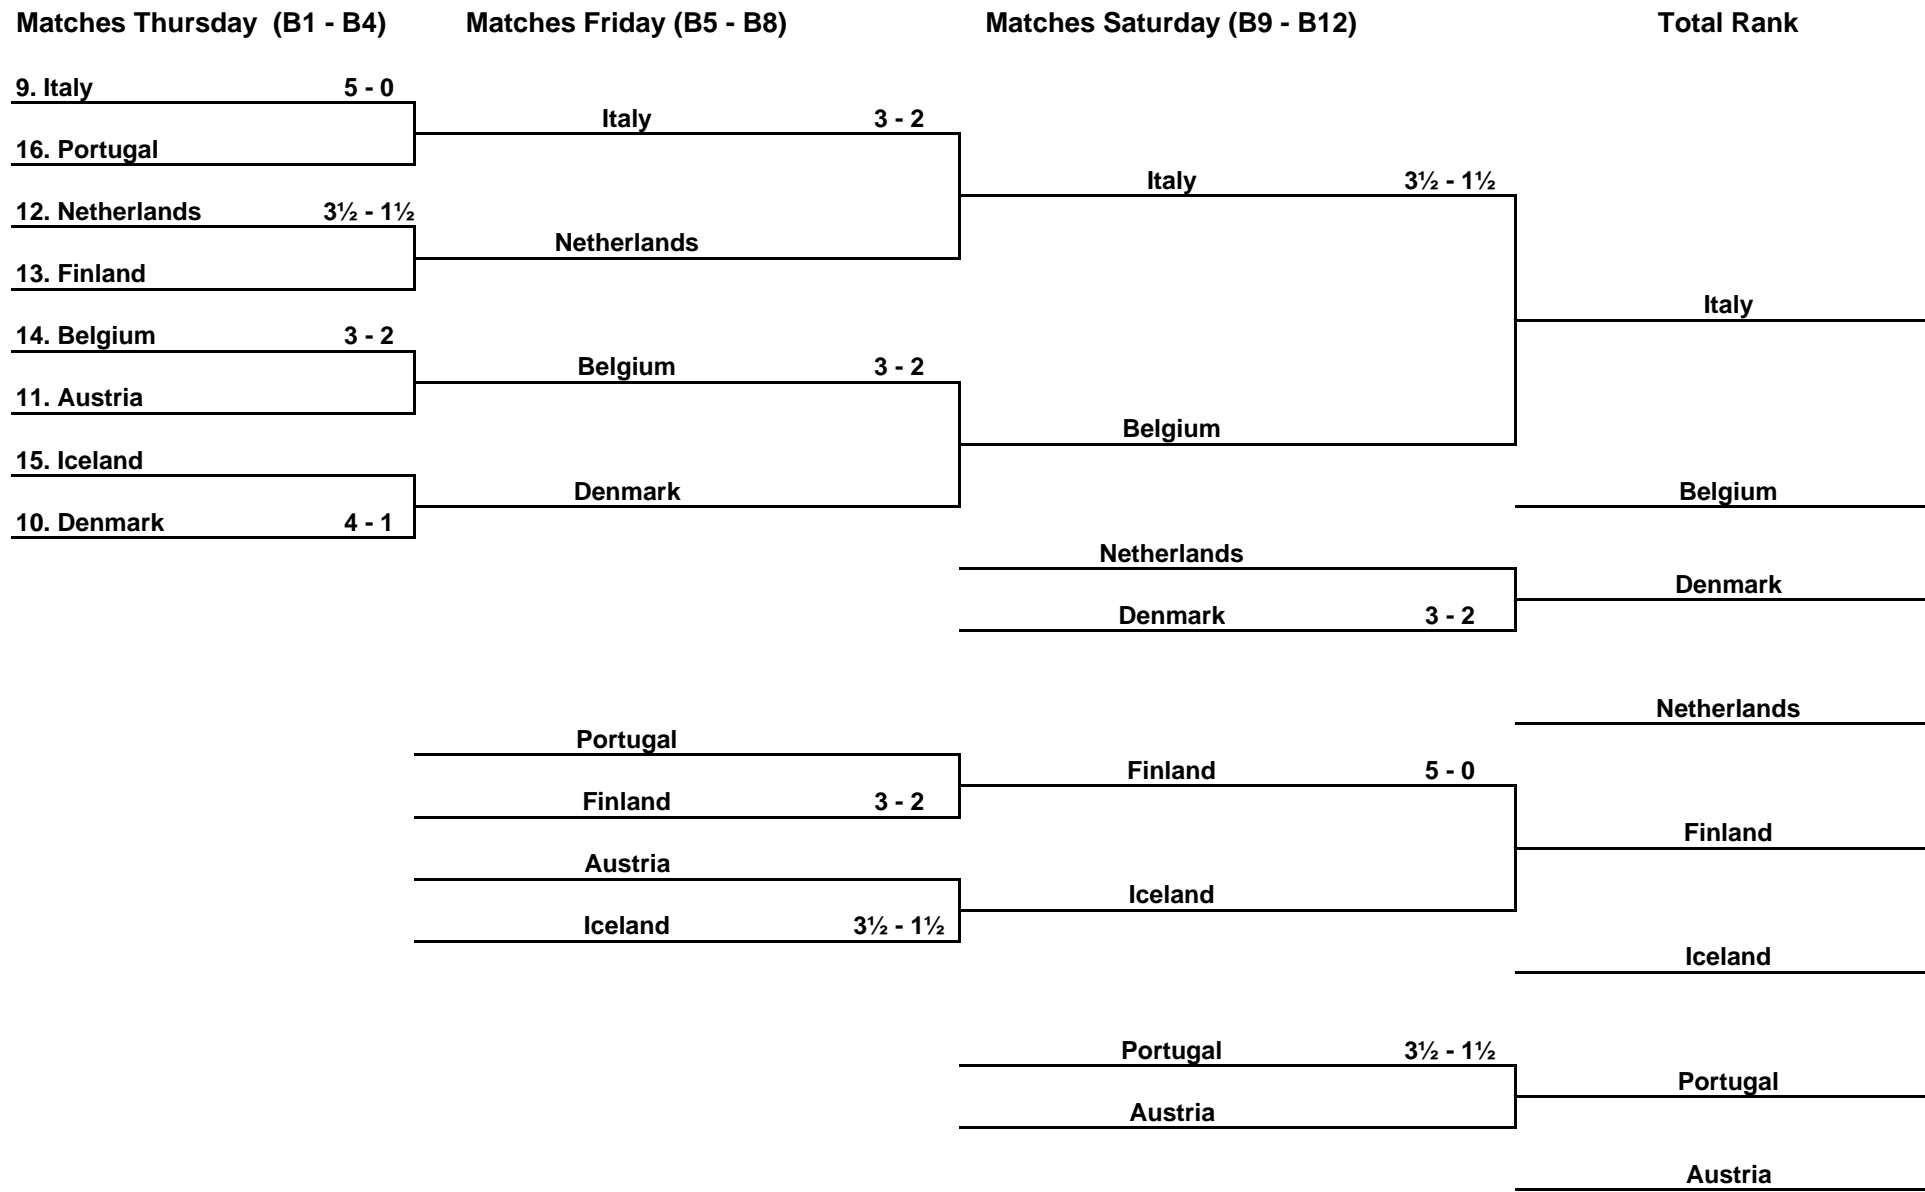 Matches Thursday (B1 - B4) Matches Friday (B5 - B8) Matches Saturday (B9 - B12) Total Rank
9. Italy 5 - 0
Italy 3 - 2
16. Portugal
Italy 3½ - 1½
12. Netherlands 3½ - 1½
Netherlands
13. Finland
Italy
14. Belgium 3 - 2
Belgium 3 - 2
11. Austria
Belgium
15. Iceland
Denmark Belgium
10. Denmark 4 - 1
Netherlands
Denmark
Denmark 3 - 2
Netherlands
Portugal
Finland 5 - 0
Finland 3 - 2
Finland
Austria
Iceland
Iceland 3½ - 1½
Iceland
Portugal 3½ - 1½
Portugal
Austria
Austria